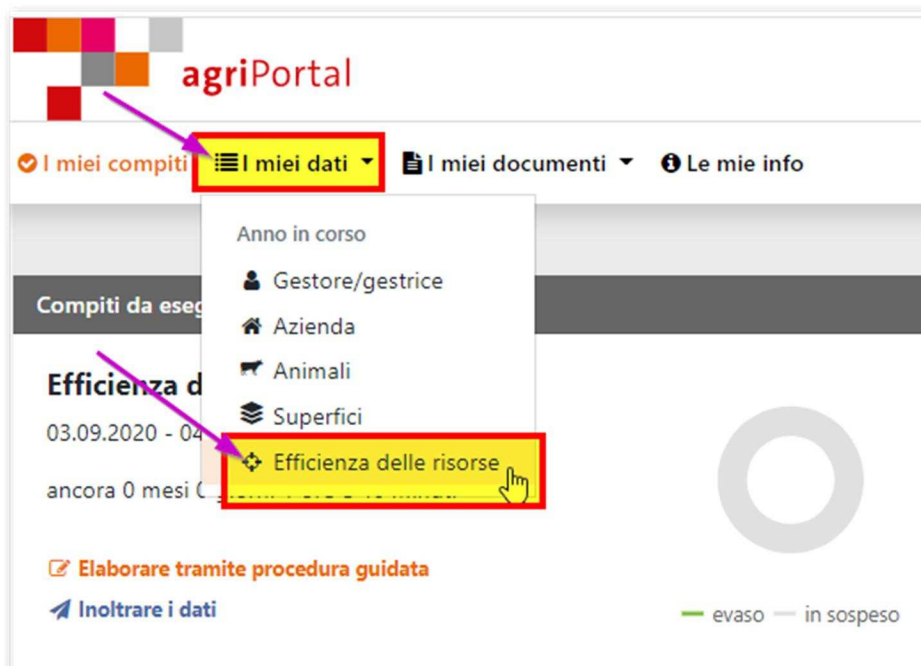 agriPortal
I miei compiti I miei dati I miei documenti Le mie info
Anno in corso
Gestore/gestrice
Azienda
Animali
Superfici
Efficienza delle risorse
Compiti da eseg
Efficienza d
03.09.2020 - 04
ancora 0 mesi 0
Elaborare tramite procedura guidata
Inoltrare i dati
evaso in sospeso